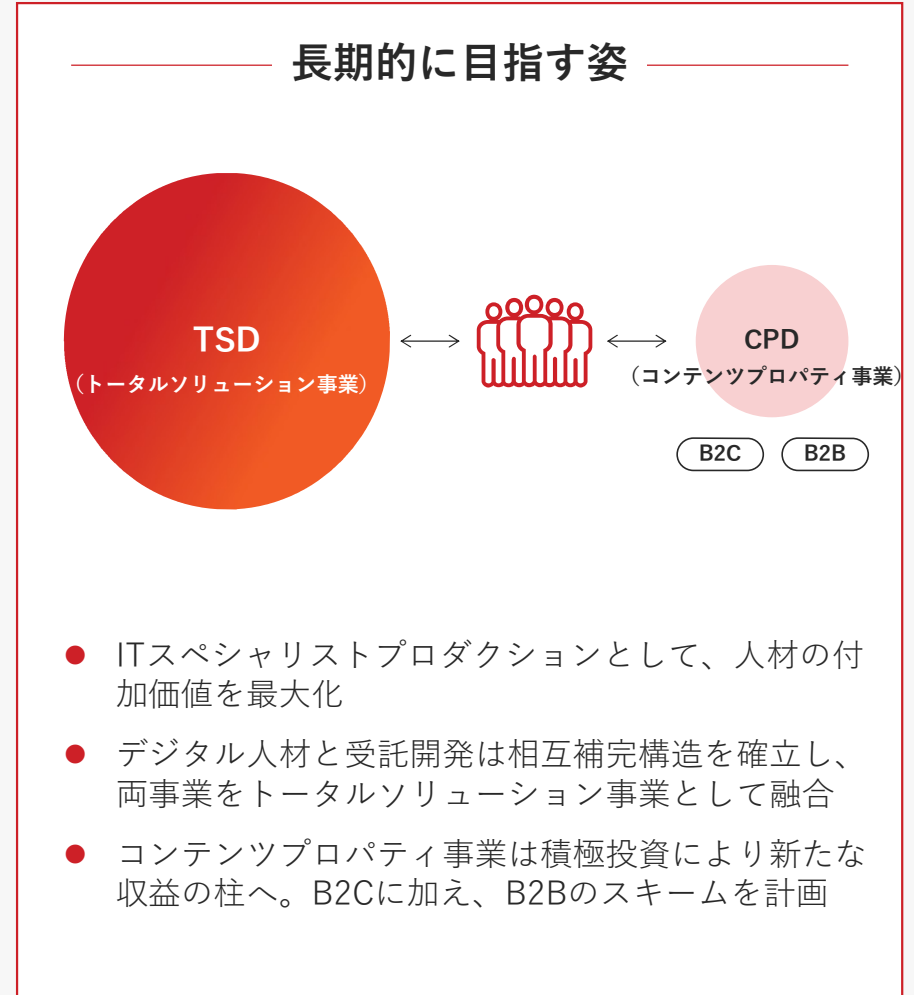 長期的に目指す姿
TSD
（トータルソリューション事業）
CPD
（コンテンツプロパティ事業）
B2C
B2B
● ITスペシャリストプロダクションとして、人材の付
加価値を最大化
● デジタル人材と受託開発は相互補完構造を確立し、
両事業をトータルソリューション事業として融合
● コンテンツプロパティ事業は積極投資により新たな
収益の柱へ。B2Cに加え、B2Bのスキームを計画